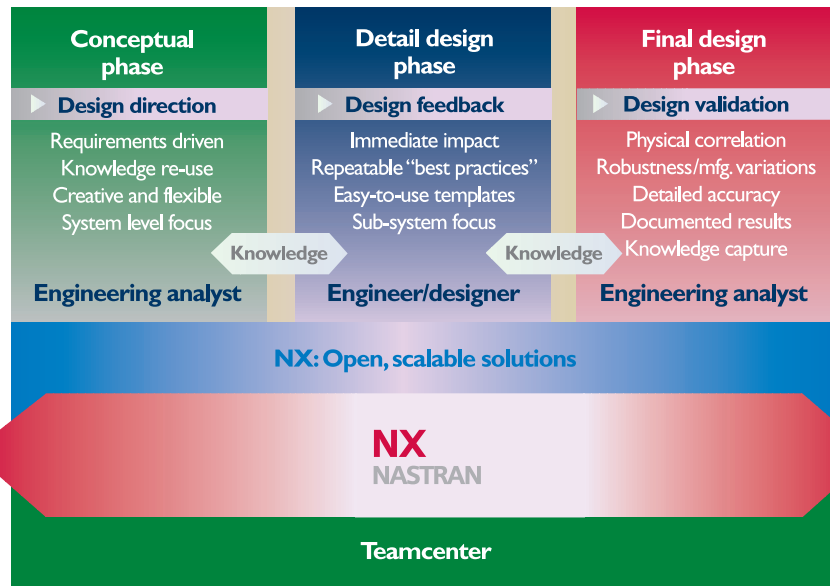 Conceptual
phase
Design direction
Requirements driven
Knowledge re-use
Creative and flexible
System level focus
Engineering analyst
Knowledge
Detail design
phase
Design feedback
Immediate impact
Repeatable “best practices”
Easy-to-use templates
Sub-system focus
Engineer/designer
Knowledge
Final design
phase
Design validation
Physical correlation
Robustness/mfg. variations
Detailed accuracy
Documented results
Knowledge capture
Engineering analyst
NX: Open, scalable solutions
NX
NASTRAN
Teamcenter